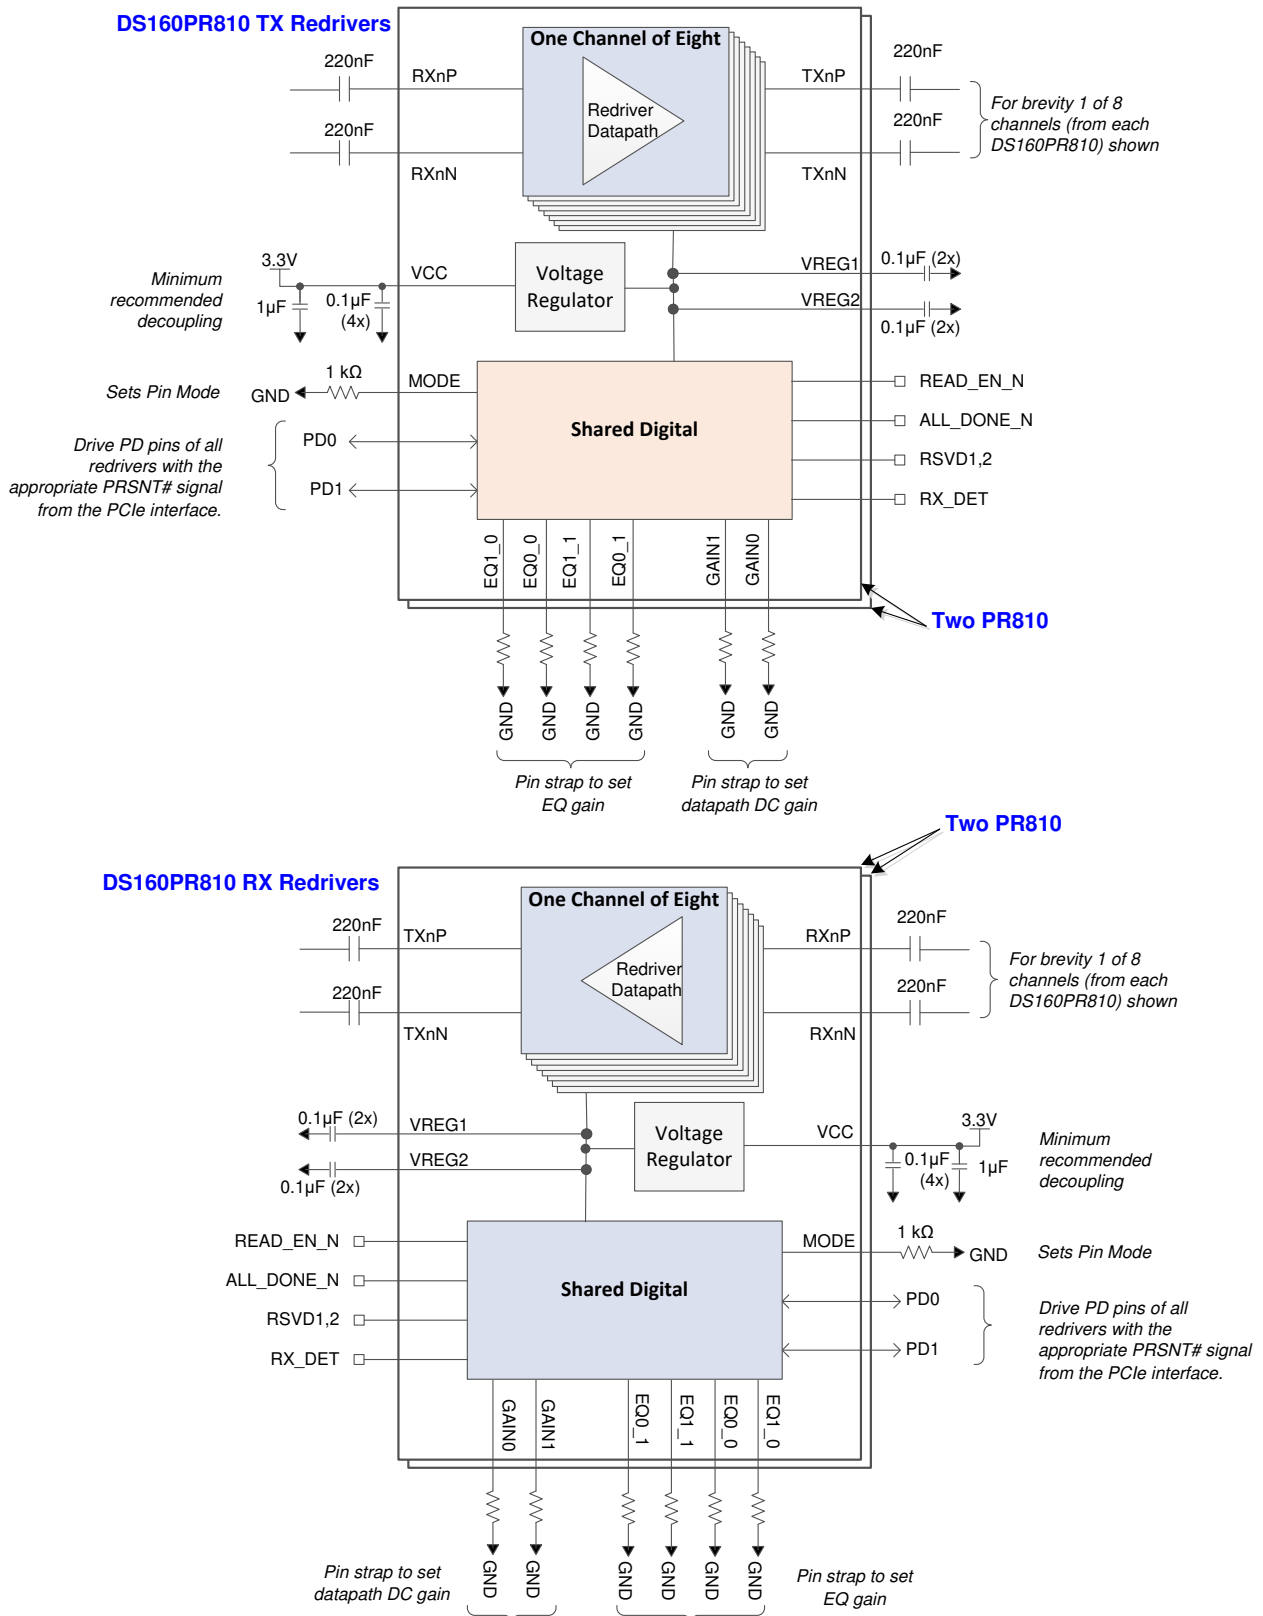 DS160PR810 TX Redrivers
One Channel of Eight
220nF
RXnP
TXnP
220nF
Redriver
Datapath
For brevity 1 of 8
channels (from each
DS160PR810) shown
220nF
220nF
RXnN
TXnN
Minimum
recommended
decoupling
3.3V
1µF
0.1µF
(4x)
VCC
Voltage
Regulator
VREG1
0.1µF (2x)
VREG2
0.1µF (2x)
Sets Pin Mode
GND
1 kΩ
MODE
Shared Digital
READ_EN_N
ALL_DONE_N
RSVD1,2
RX_DET
Drive PD pins of all
redrivers with the
appropriate PRSNT# signal
from the PCIe interface.
PD0
PD1
EQ1_0
EQ0_0
EQ1_1
EQ0_1
GAIN1
GAIN0
Two PR810
GND
GND
GND
GND
GND
GND
Pin strap to set
EQ gain
Pin strap to set
datapath DC gain
Two PR810
DS160PR810 RX Redrivers
One Channel of Eight
220nF
TXnP
RXnP
220nF
Redriver
Datapath
For brevity 1 of 8
channels (from each
DS160PR810) shown
220nF
220nF
TXnN
RXnN
0.1µF (2x)
VREG1
VREG2
0.1µF (2x)
Voltage
Regulator
VCC
3.3V
0.1µF
(4x)
1µF
Minimum
recommended
decoupling
READ_EN_N
ALL_DONE_N
RSVD1,2
RX_DET
Shared Digital
MODE
1 kΩ
GND
Sets Pin Mode
PD0
PD1
Drive PD pins of all
redrivers with the
appropriate PRSNT# signal
from the PCIe interface.
GAIN0
GAIN1
EQ0_1
EQ1_1
EQ0_0
EQ1_0
GND
GND
GND
GND
GND
GND
Pin strap to set
datapath DC gain
Pin strap to set
EQ gain